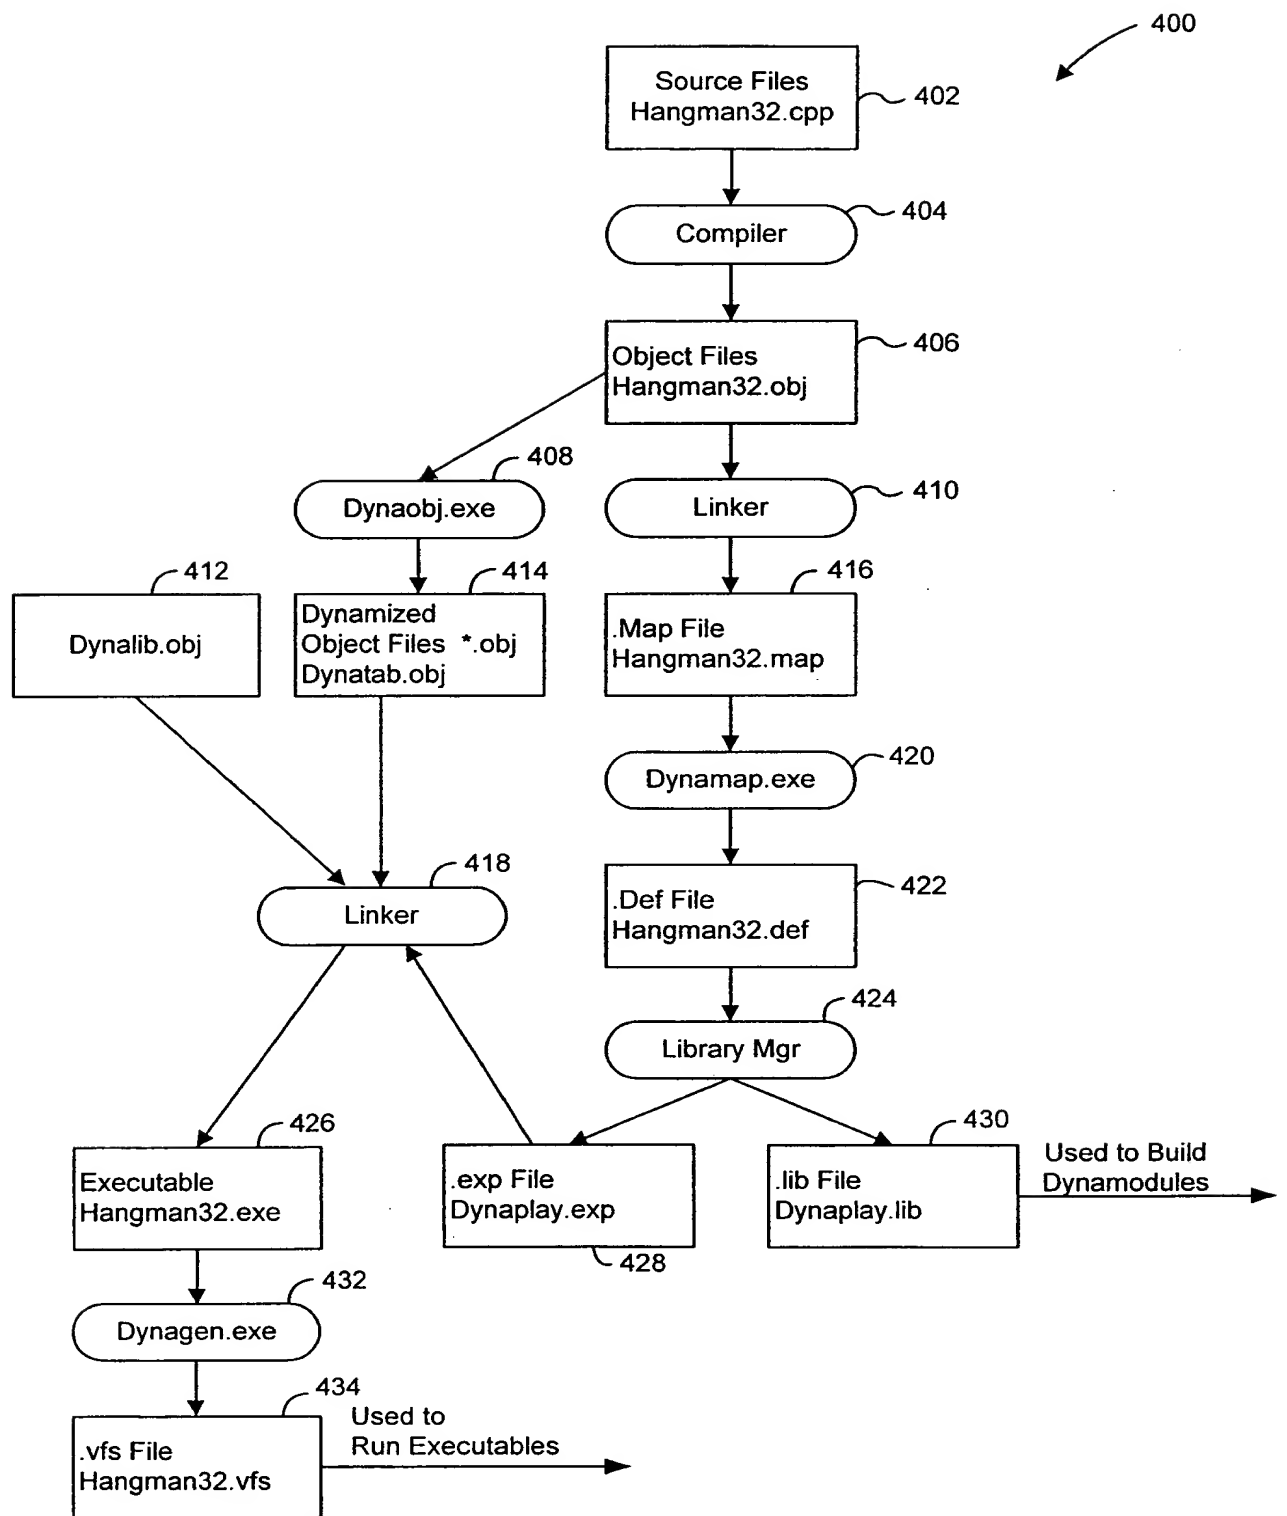 400
Source Files
Hangman32.cpp
402
404
Compiler
406
Object Files
Hangman32.obj
408
410
Dynaobj.exe
Linker
412
414
416
Dynalib.obj
Dynamized
Object Files *.obj
Dynatab.obj
.Map File
Hangman32.map
420
Dynamap.exe
418
422
Linker
.Def File
Hangman32.def
424
Library Mgr
426
430
Executable
Hangman32.exe
.exp File
Dynaplay.exp
428
.lib File
Dynaplay.lib
Used to Build
Dynamodules
432
Dynagen.exe
434
.vfs File
Hangman32.vfs
Used to
Run Executables